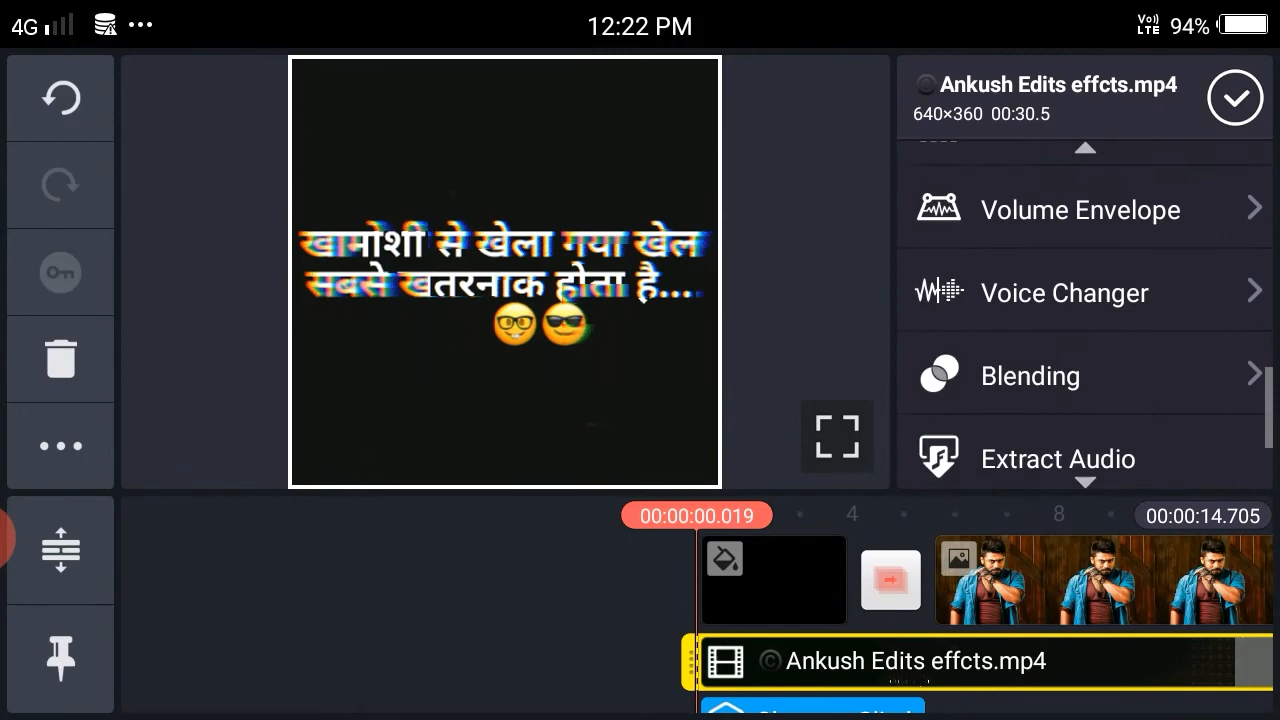 4G
12:22 PM
Vo)) LTE 94%
Ankush Edits effcts.mp4
640×360 00:30.5
खामोशी से खेला गया खेल
सबसे खतरनाक होता है...
🤓😎
Volume Envelope
Voice Changer
Blending
Extract Audio
00:00:00.019
4
8
00:00:14.705
© Ankush Edits effcts.mp4